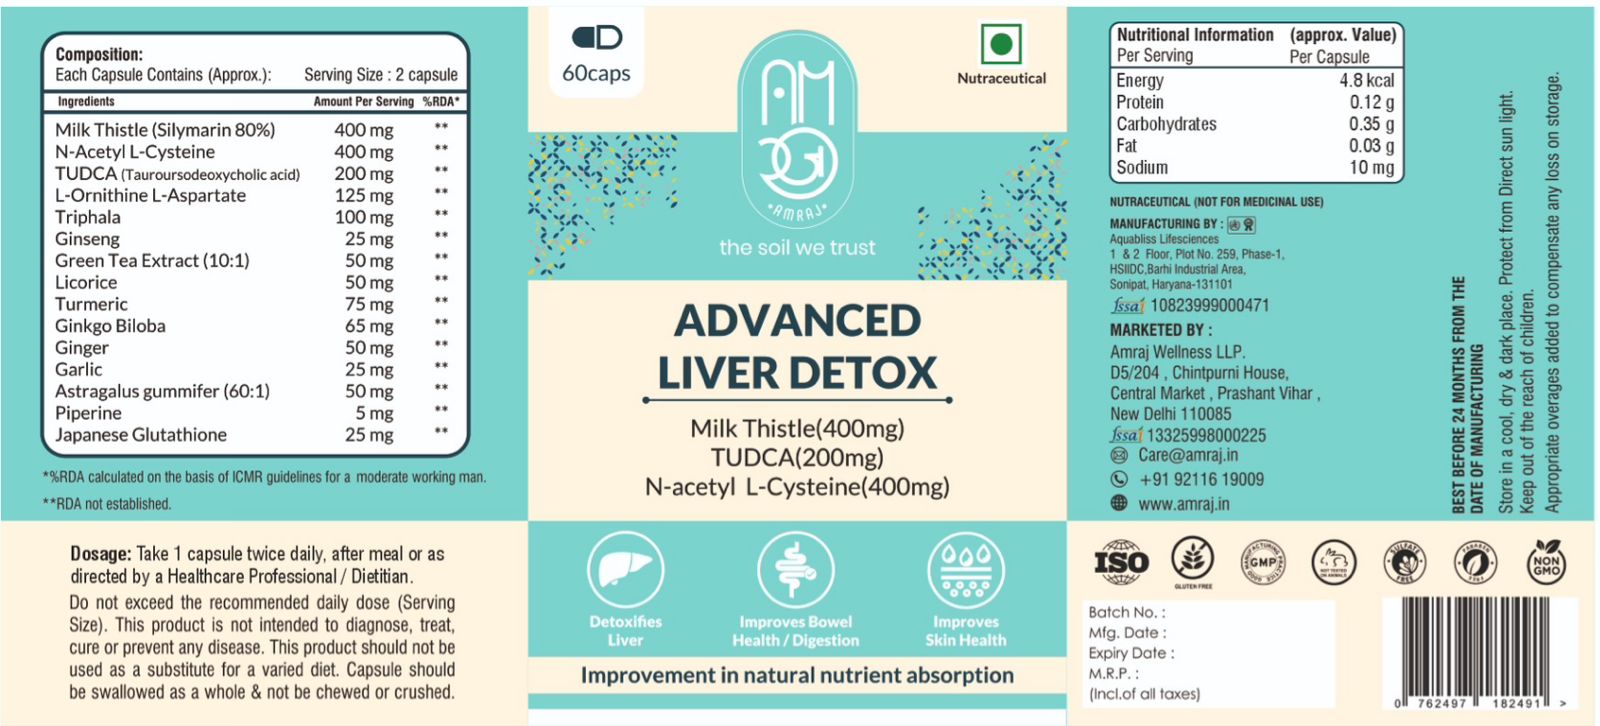 Composition:
Each Capsule Contains (Approx.): Serving Size : 2 capsule
Ingredients Amount Per Serving %RDA*
Milk Thistle (Silymarin 80%) 400 mg **
N-Acetyl L-Cysteine 400 mg **
TUDCA (Tauroursodeoxycholic acid) 200 mg **
L-Ornithine L-Aspartate 125 mg **
Triphala 100 mg **
Ginseng 25 mg **
Green Tea Extract (10:1) 50 mg **
Licorice 50 mg **
Turmeric 75 mg **
Ginkgo Biloba 65 mg **
Ginger 50 mg **
Garlic 25 mg **
Astragalus gummifer (60:1) 50 mg **
Piperine 5 mg **
Japanese Glutathione 25 mg **
*%RDA calculated on the basis of ICMR guidelines for a moderate working man.
**RDA not established.
Dosage: Take 1 capsule twice daily, after meal or as
directed by a Healthcare Professional / Dietitian.
Do not exceed the recommended daily dose (Serving
Size). This product is not intended to diagnose, treat,
cure or prevent any disease. This product should not be
used as a substitute for a varied diet. Capsule should
be swallowed as a whole & not be chewed or crushed.
60caps
Nutraceutical
AMRAJ
the soil we trust
ADVANCED
LIVER DETOX
Milk Thistle(400mg)
TUDCA(200mg)
N-acetyl L-Cysteine(400mg)
Detoxifies
Liver
Improves Bowel
Health / Digestion
Improves
Skin Health
Improvement in natural nutrient absorption
Nutritional Information (approx. Value)
Per Serving Per Capsule
Energy 4.8 kcal
Protein 0.12 g
Carbohydrates 0.35 g
Fat 0.03 g
Sodium 10 mg
NUTRACEUTICAL (NOT FOR MEDICINAL USE)
MANUFACTURING BY :
Aquabliss Lifesciences
1 & 2 Floor, Plot No. 259, Phase-1,
HSIIDC,Barhi Industrial Area,
Sonipat, Haryana-131101
fssai 10823999000471
MARKETED BY :
Amraj Wellness LLP.
D5/204 , Chintpurni House,
Central Market , Prashant Vihar ,
New Delhi 110085
fssai 13325998000225
Care@amraj.in
+91 92116 19009
www.amraj.in
BEST BEFORE 24 MONTHS FROM THE
DATE OF MANUFACTURING
Store in a cool, dry & dark place. Protect from Direct sun light.
Keep out of the reach of children.
Appropriate overages added to compensate any loss on storage.
ISO
GLUTEN FREE
GOOD MANUFACTURING PRACTICE
GMP
NOT TESTED
ON ANIMALS
SULFATE
FREE
PARABEN
FREE
NON
GMO
Batch No. :
Mfg. Date :
Expiry Date :
M.R.P. :
(Incl.of all taxes)
0 762497 182491 >